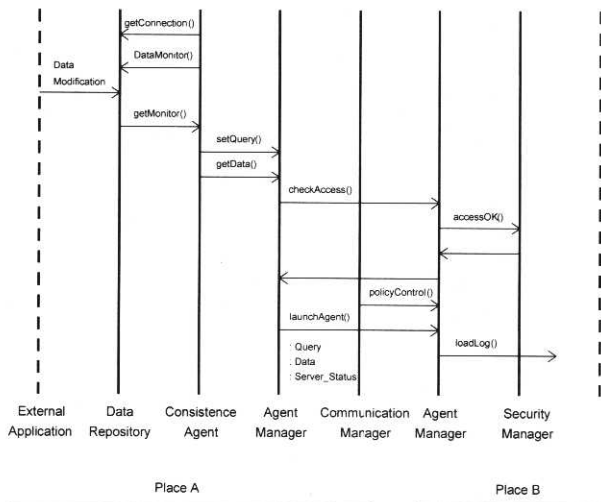 getConnection()
DataMonitor()
Data
Modification
getMonitor()
setQuery()
getData()
checkAccess()
accessOK()
policyControl()
launchAgent()
: Query
: Data
: Server_Status
loadLog()
External Application
Data Repository
Consistence Agent
Agent Manager
Communication Manager
Agent Manager
Security Manager
Place A
Place B